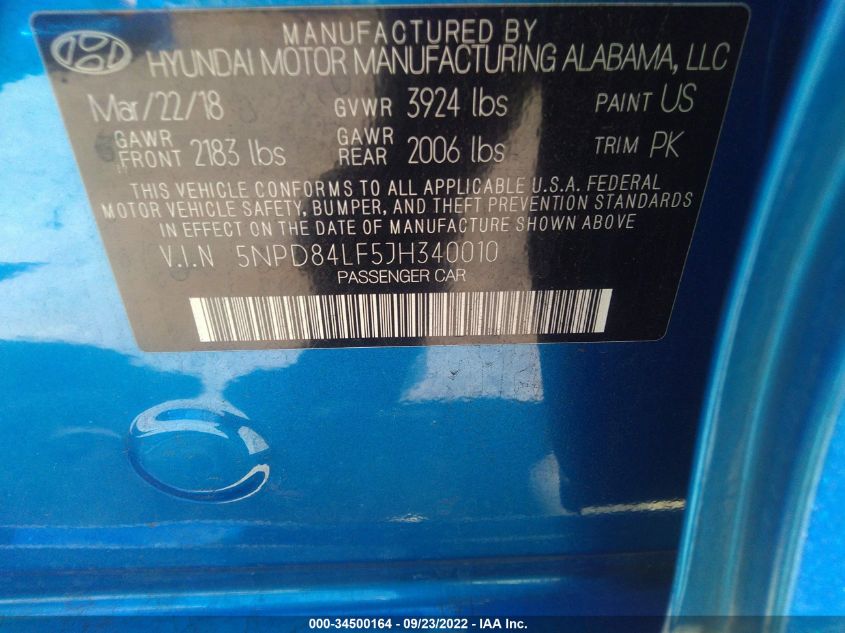 MANUFACTURED BY
HYUNDAI MOTOR MANUFACTURING ALABAMA, LLC
Mar/22/18 GVWR 3924 lbs PAINT US
GAWR FRONT 2183 lbs GAWR REAR 2006 lbs TRIM PK
THIS VEHICLE CONFORMS TO ALL APPLICABLE U.S.A. FEDERAL
MOTOR VEHICLE SAFETY, BUMPER, AND THEFT PREVENTION STANDARDS
IN EFFECT ON THE DATE OF MANUFACTURE SHOWN ABOVE.
V.I.N 5NPD84LF5JH340010
PASSENGER CAR
000-34500164 - 09/23/2022 - IAA Inc.